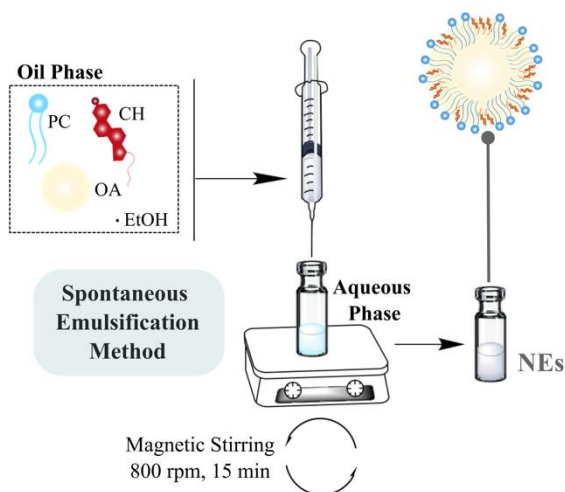 Oil Phase
PC
CH
OA
· EtOH
Spontaneous
Emulsification
Method
Aqueous
Phase
NEs
Magnetic Stirring
800 rpm, 15 min